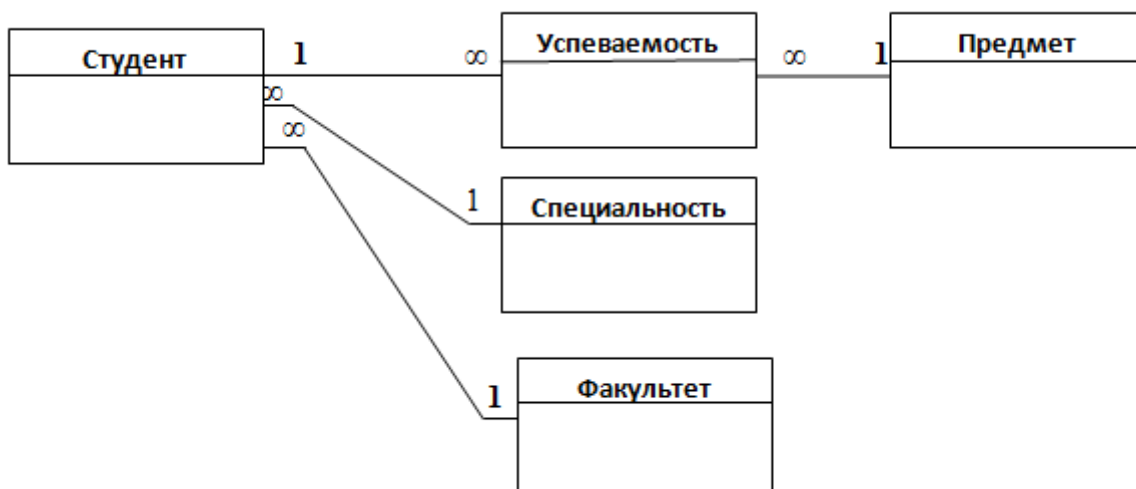 Студент
1
∞
Успеваемость
∞
1
Предмет
∞
∞
1
Специальность
1
Факультет